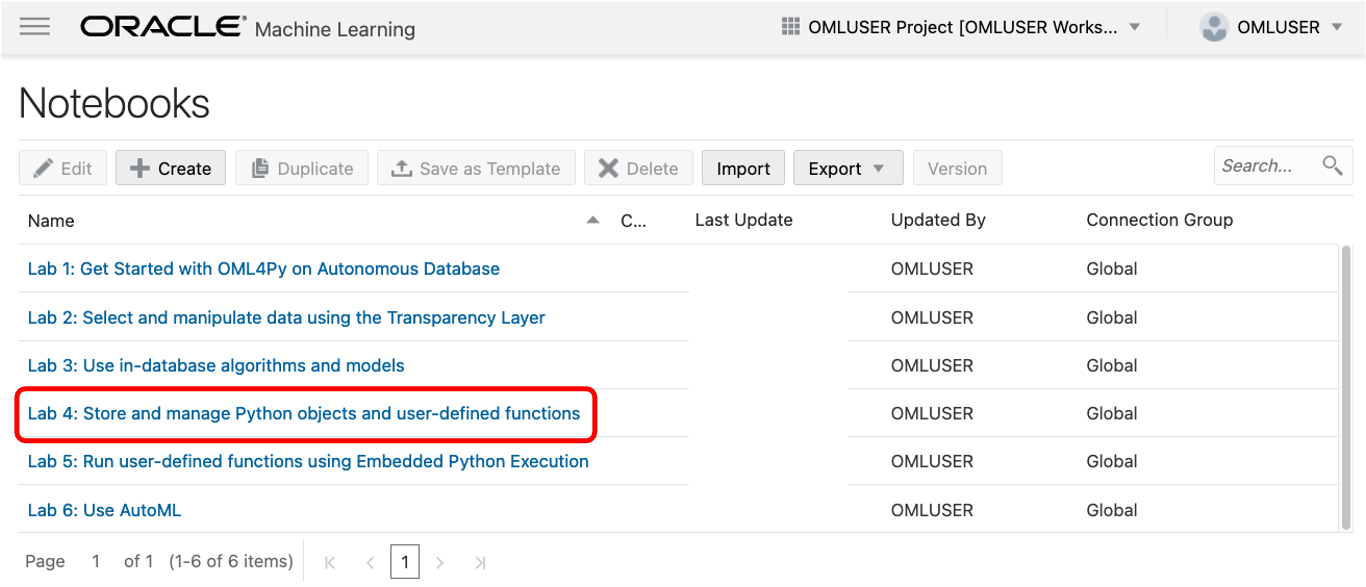 ORACLE® Machine Learning OMLUSER Project [OMLUSER Works... OMLUSER
Notebooks
Edit Create Duplicate Save as Template Delete Import Export Version Search...
Name C... Last Update Updated By Connection Group
Lab 1: Get Started with OML4Py on Autonomous Database OMLUSER Global
Lab 2: Select and manipulate data using the Transparency Layer OMLUSER Global
Lab 3: Use in-database algorithms and models OMLUSER Global
Lab 4: Store and manage Python objects and user-defined functions OMLUSER Global
Lab 5: Run user-defined functions using Embedded Python Execution OMLUSER Global
Lab 6: Use AutoML OMLUSER Global
Page 1 of 1 (1-6 of 6 items) 1